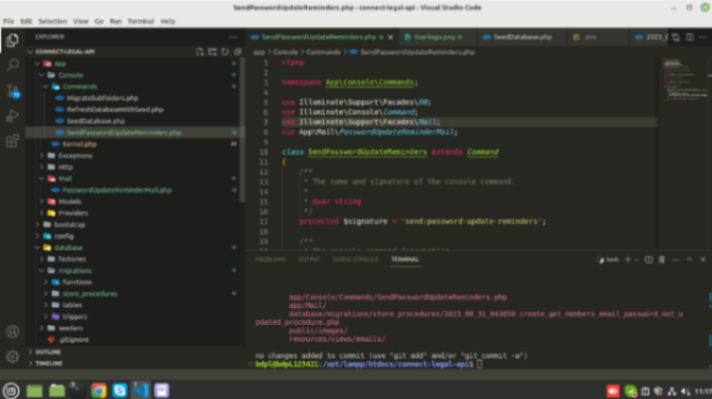 SendPasswordUpdateReminders.php - connect-legal-api - Visual Studio Code
File Edit Selection View Go Run Terminal Help
EXPLORER
SendPasswordUpdateReminders.php U
top-logo.png U
SeedDatabase.php
.env
CONNECT-LEGAL-API
app
Console
Commands
MigrateSubfolders.php
RefreshDatabaseWithSeed.php
SeedDatabase.php
SendPasswordUpdateReminders.php U
Kernel.php M
Exceptions
Http
Mail
PasswordUpdateReminderMail.php U
Models
Providers
bootstrap
config
database
factories
migrations
functions
store_procedures
tables
triggers
seeders
.gitignore
OUTLINE
TIMELINE
app > Console > Commands > SendPasswordUpdateReminders.php
1 <?php
2
3 namespace App\Console\Commands;
4
5 use Illuminate\Support\Facades\DB;
6 use Illuminate\Console\Command;
7 use Illuminate\Support\Facades\Mail;
8 use App\Mail\PasswordUpdateReminderMail;
9
10 class SendPasswordUpdateReminders extends Command
11 {
12 /**
13 * The name and signature of the console command.
14 *
15 * @var string
16 */
17 protected $signature = 'send:password-update-reminders';
18
19 /**
PROBLEMS OUTPUT DEBUG CONSOLE TERMINAL
bash
app/Console/Commands/SendPasswordUpdateReminders.php
app/Mail/
database/migrations/store_procedures/2023_08_31_043050_create_get_members_email_password_not_u
pdated_procedure.php
public/images/
resources/views/emails/
no changes added to commit (use "git add" and/or "git commit -a")
bdpl@bdpL123421:/opt/lampp/htdocs/connect-legal-api$